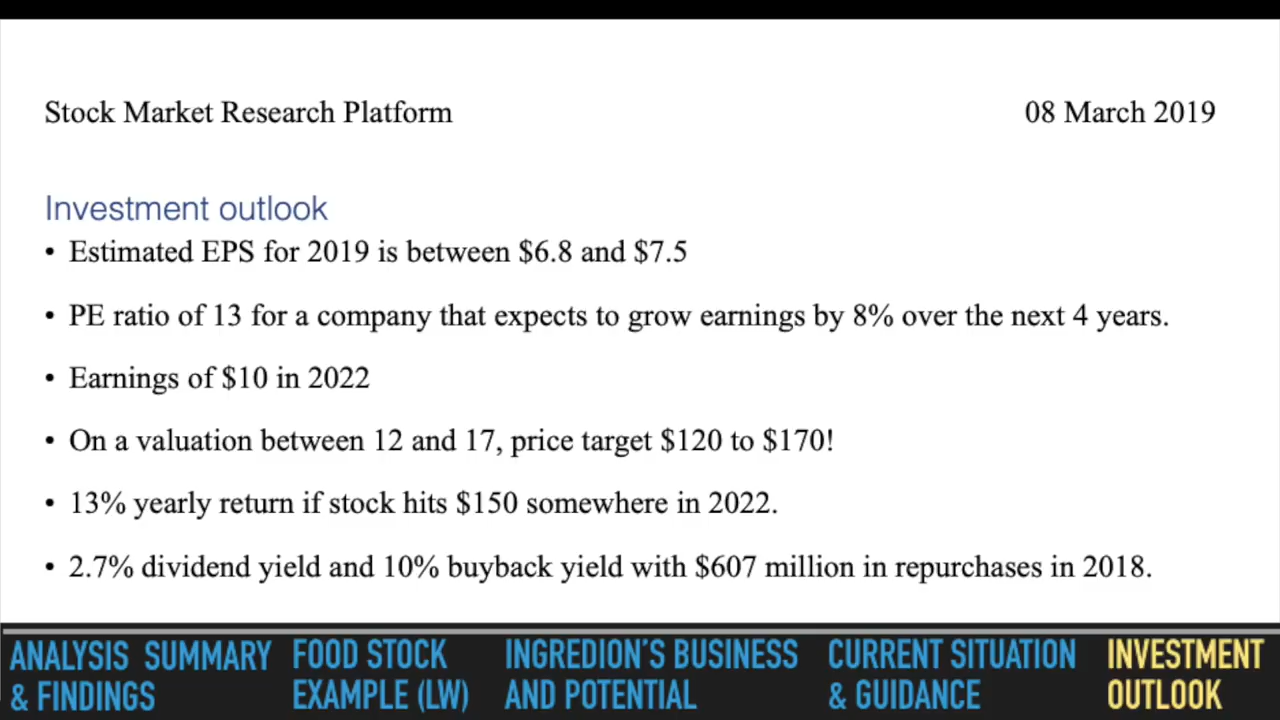 Stock Market Research Platform 08 March 2019
Investment outlook
• Estimated EPS for 2019 is between $6.8 and $7.5
• PE ratio of 13 for a company that expects to grow earnings by 8% over the next 4 years.
• Earnings of $10 in 2022
• On a valuation between 12 and 17, price target $120 to $170!
• 13% yearly return if stock hits $150 somewhere in 2022.
• 2.7% dividend yield and 10% buyback yield with $607 million in repurchases in 2018.
ANALYSIS SUMMARY
& FINDINGS
FOOD STOCK
EXAMPLE (LW)
INGREDION'S BUSINESS
AND POTENTIAL
CURRENT SITUATION
& GUIDANCE
INVESTMENT
OUTLOOK